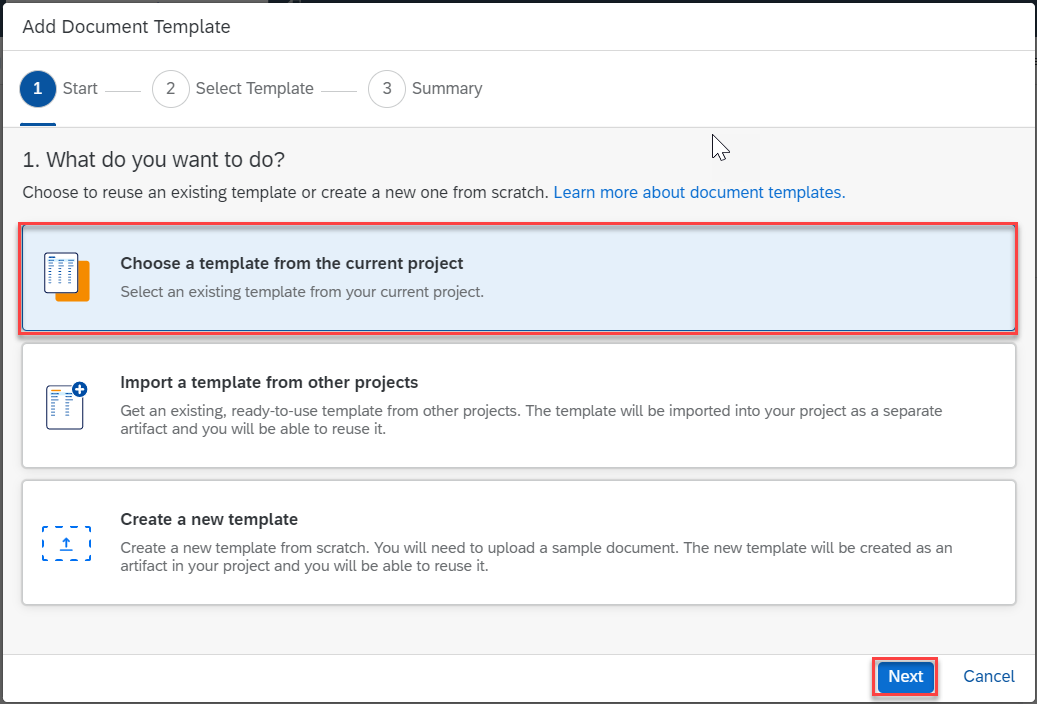 Add Document Template
1 Start 2 Select Template 3 Summary
1. What do you want to do?
Choose to reuse an existing template or create a new one from scratch. Learn more about document templates.
Choose a template from the current project
Select an existing template from your current project.
Import a template from other projects
Get an existing, ready-to-use template from other projects. The template will be imported into your project as a separate
artifact and you will be able to reuse it.
Create a new template
Create a new template from scratch. You will need to upload a sample document. The new template will be created as an
artifact in your project and you will be able to reuse it.
Next Cancel